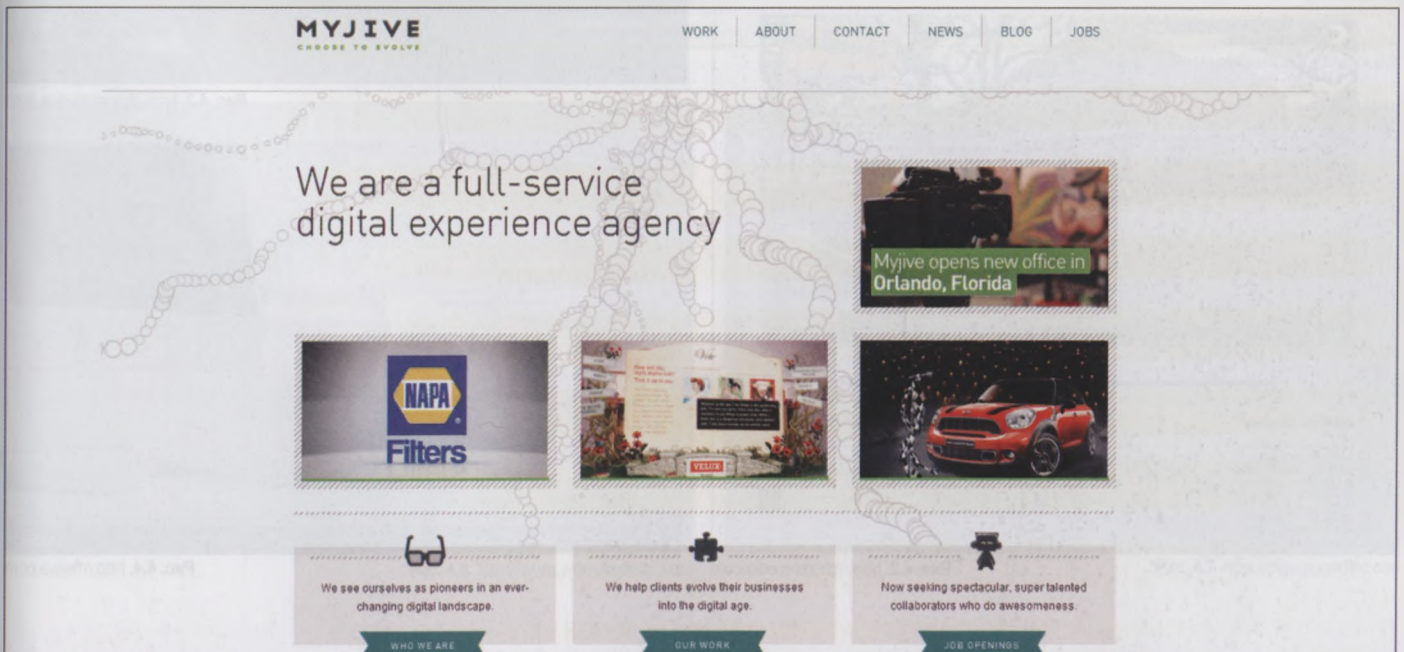 MYJIVE
CHOOSE TO EVOLVE
WORK
ABOUT
CONTACT
NEWS
BLOG
JOBS
We are a full-service
digital experience agency
Myjive opens new office in
Orlando, Florida
NAPA
Filters
VELUX
We see ourselves as pioneers in an ever-
changing digital landscape.
WHO WE ARE
We help clients evolve their businesses
into the digital age.
OUR WORK
Now seeking spectacular, super talented
collaborators who do awesomeness.
JOB OPENINGS